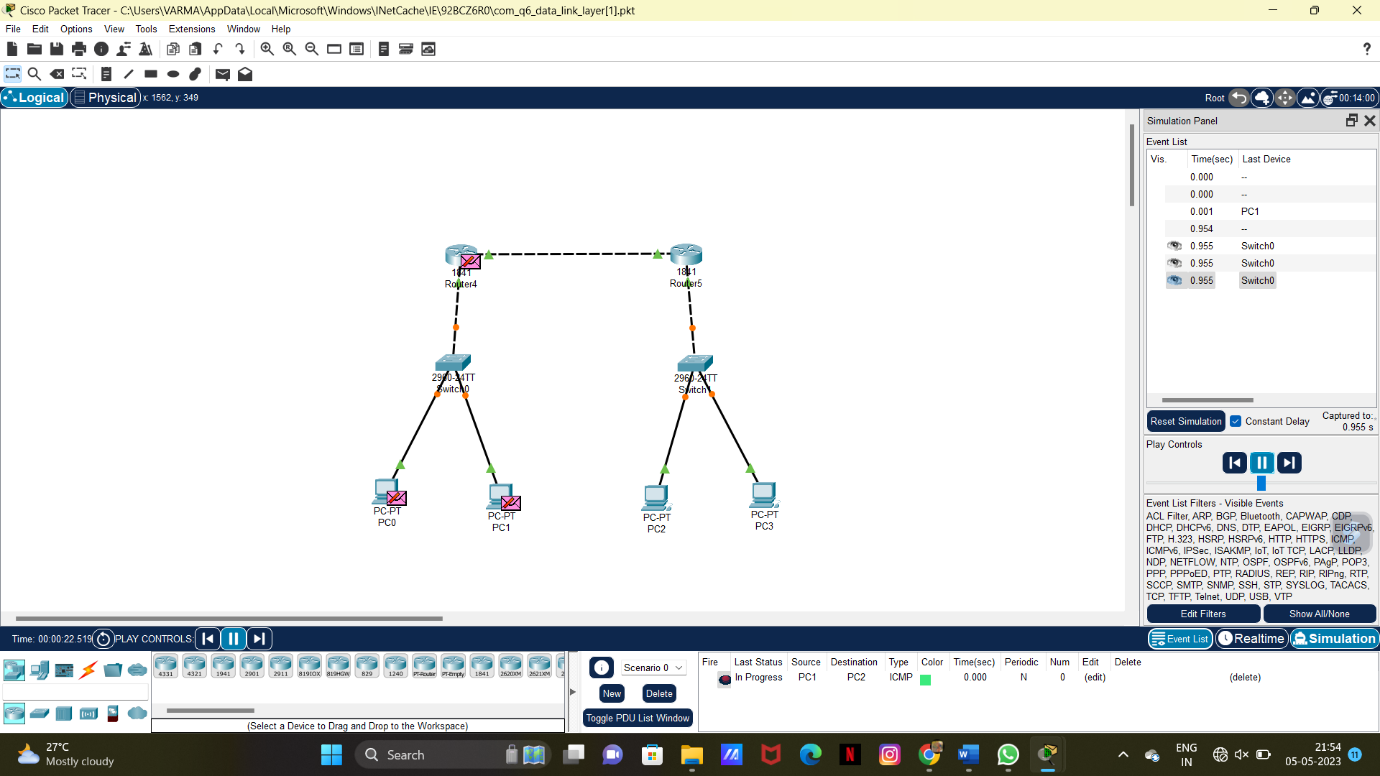 Cisco Packet Tracer - C:\Users\VARMA\AppData\Local\Microsoft\Windows\INetCache\IE\92BCZ6R0\com_q6_data_link_layer[1].pkt
File Edit Options View Tools Extensions Window Help
?
Logical Physical x: 1562, y: 349 Root 00:14:00
Simulation Panel
Event List
Vis. Time(sec) Last Device
0.000 --
0.000 --
0.001 PC1
0.954 --
0.955 Switch0
0.955 Switch0
0.955 Switch0
1841
Router4
1841
Router5
2960-24TT
Switch0
2960-24TT
Switch1
PC-PT
PC0
PC-PT
PC1
PC-PT
PC2
PC-PT
PC3
Reset Simulation Constant Delay Captured to:
0.955 s
Play Controls
Event List Filters - Visible Events
ACL Filter, ARP, BGP, Bluetooth, CAPWAP, CDP,
DHCP, DHCPv6, DNS, DTP, EAPOL, EIGRP, EIGRPv6,
FTP, H.323, HSRP, HSRPv6, HTTP, HTTPS, ICMP,
ICMPv6, IPSec, ISAKMP, IoT, IoT TCP, LACP, LLDP,
NDP, NETFLOW, NTP, OSPF, OSPFv6, PAgP, POP3,
PPP, PPPoED, PTP, RADIUS, REP, RIP, RIPng, RTP,
SCCP, SMTP, SNMP, SSH, STP, SYSLOG, TACACS,
TCP, TFTP, Telnet, UDP, USB, VTP
Edit Filters Show All/None
Time: 00:00:22.519 PLAY CONTROLS: Event List Realtime Simulation
4331 4321 1941 2901 2911 819IOX 819HGW 829 1240 PT-Router PT-Empty 1841 2620XM 2621XM
(Select a Device to Drag and Drop to the Workspace)
Scenario 0
New Delete
Toggle PDU List Window
Fire Last Status Source Destination Type Color Time(sec) Periodic Num Edit Delete
In Progress PC1 PC2 ICMP 0.000 N 0 (edit) (delete)
27°C
Mostly cloudy
Search
ENG
IN
21:54
05-05-2023
11